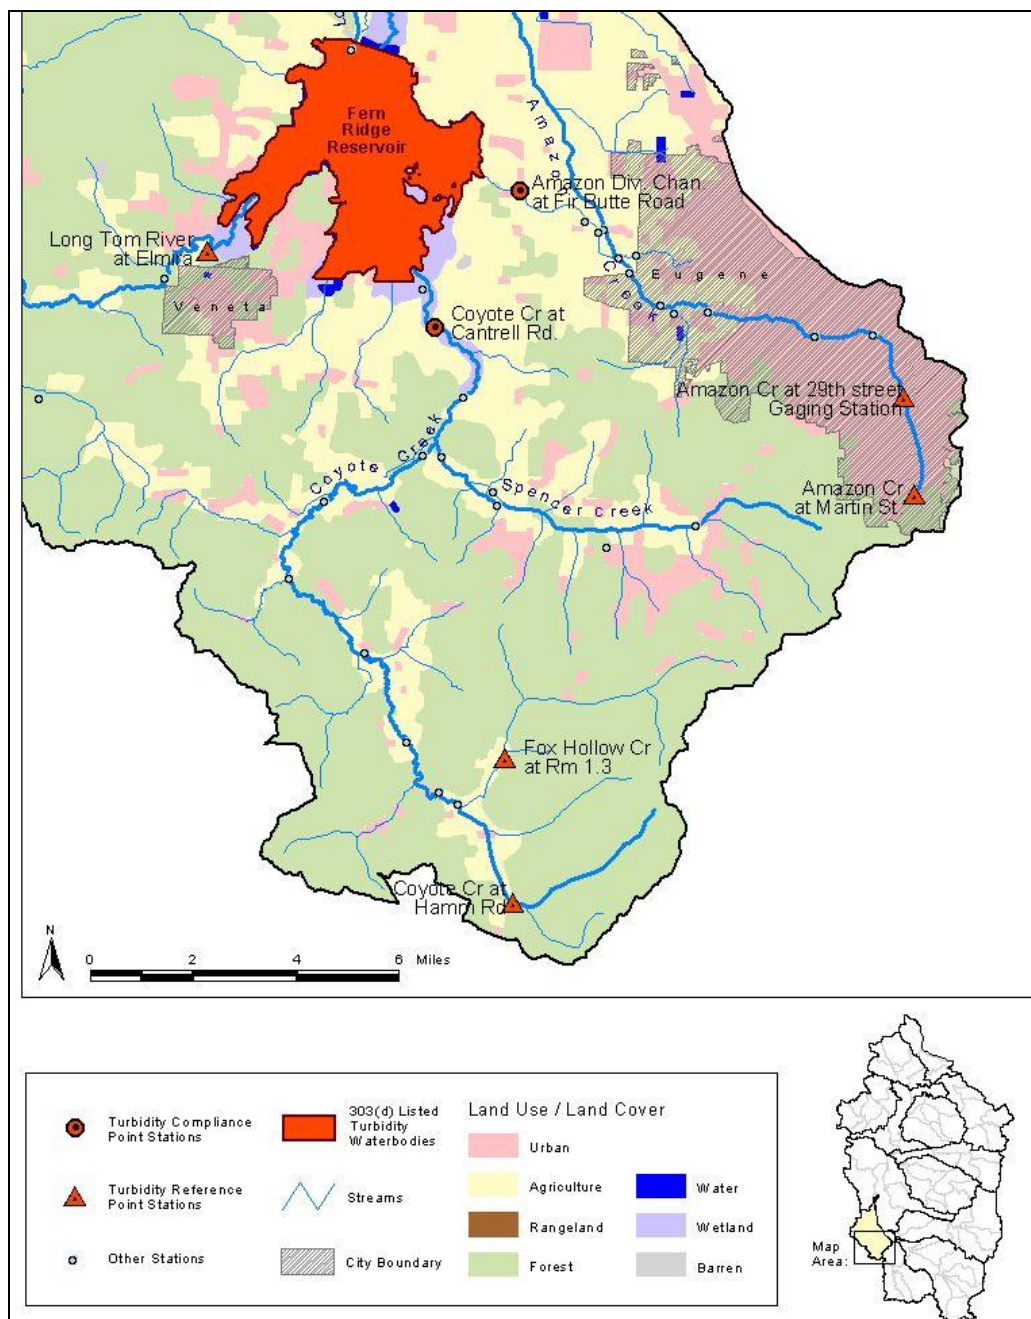 Fern
Ridge
Reservoir
Amazon
Creek
Amazon Div. Chan.
at Fir Butte Road
Long Tom River
at Elmira
Veneta
Eugene
Coyote Cr at
Cantrell Rd.
Amazon Cr at 29th street
Gaging Station
Coyote Creek
Spencer creek
Amazon Cr
at Martin St
Fox Hollow Cr
at Rm 1.3
Coyote Cr at
Hamm Rd
N
0 2 4 6 Miles
Turbidity Compliance
Point Stations
Turbidity Reference
Point Stations
Other Stations
303(d) Listed
Turbidity
Waterbodies
Streams
City Boundary
Land Use / Land Cover
Urban
Agriculture
Rangeland
Forest
Water
Wetland
Barren
Map
Area: